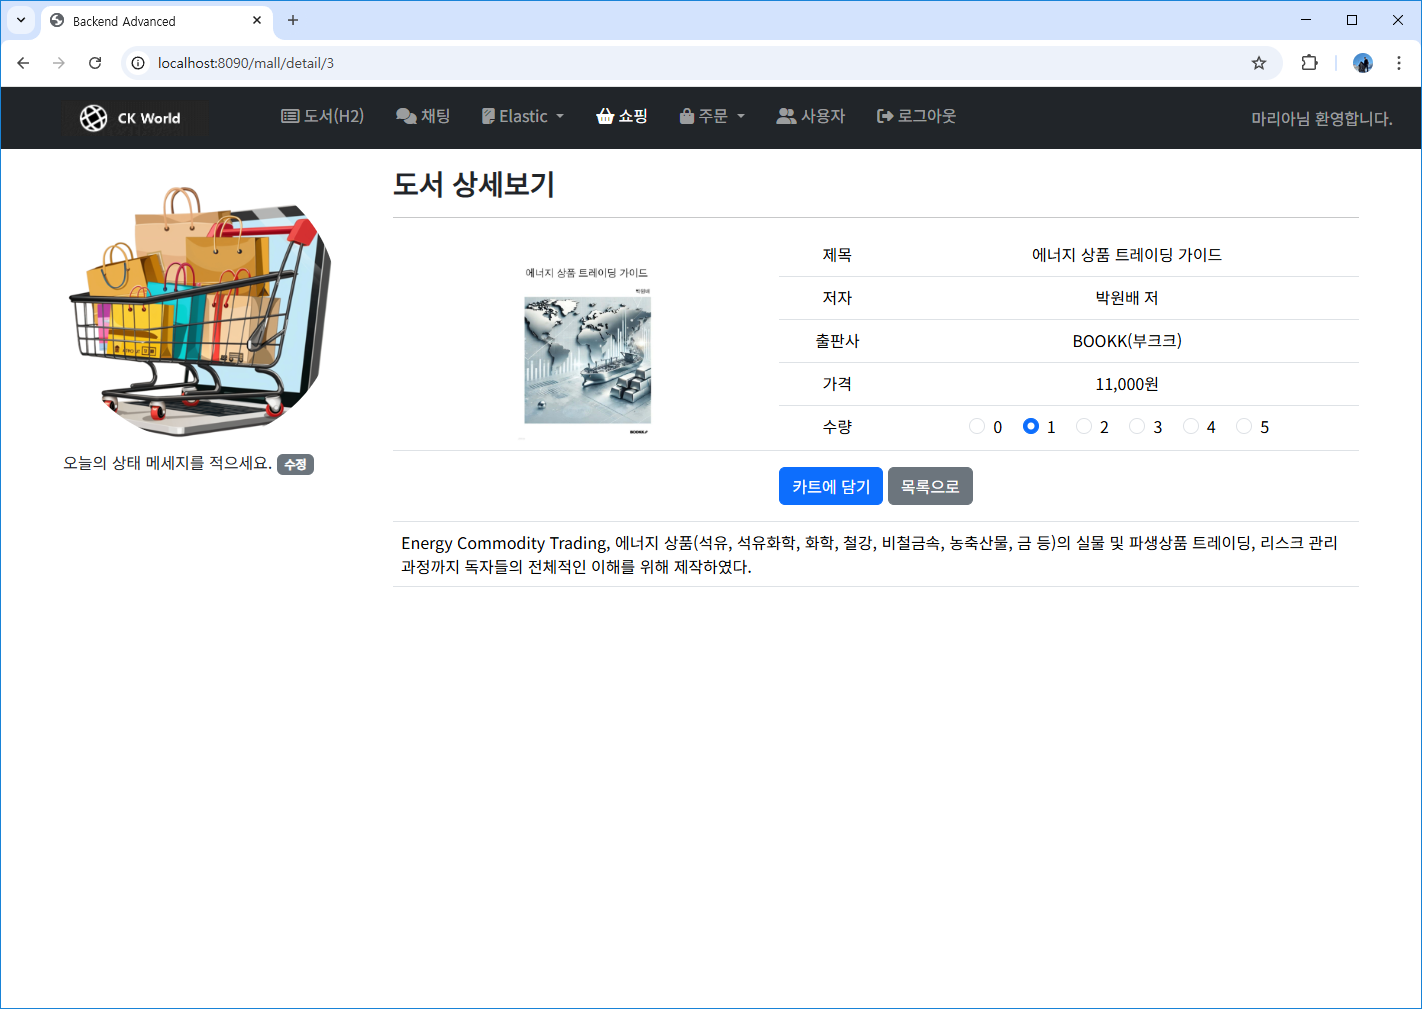 Backend Advanced
localhost:8090/mall/detail/3
CK World
도서(H2)
채팅
Elastic
쇼핑
주문
사용자
로그아웃
마리아님 환영합니다.
도서 상세보기
에너지 상품 트레이딩 가이드
박원배
BOOKK
제목 에너지 상품 트레이딩 가이드
저자 박원배 저
출판사 BOOKK(부크크)
가격 11,000원
수량 0 1 2 3 4 5
오늘의 상태 메세지를 적으세요. 수정
카트에 담기 목록으로
Energy Commodity Trading, 에너지 상품(석유, 석유화학, 화학, 철강, 비철금속, 농축산물, 금 등)의 실물 및 파생상품 트레이딩, 리스크 관리
과정까지 독자들의 전체적인 이해를 위해 제작하였다.